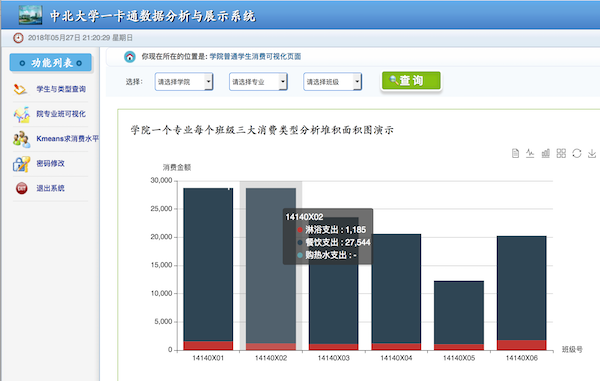 中北大学一卡通数据分析与展示系统
2018年05月27日 21:20:29 星期日
功能列表
学生与类型查询
院专业班可视化
Kmeans求消费水平
密码修改
退出系统
EXIT
你现在所在的位置是: 学院普通学生消费可视化页面
选择: 请选择学院 请选择专业 请选择班级 查询
学院一个专业每个班级三大消费类型分析堆积面积图演示
消费金额
30,000
25,000
20,000
15,000
10,000
5,000
0
14140X02
淋浴支出 : 1,185
餐饮支出 : 27,544
购热水支出 : -
14140X01 14140X02 14140X03 14140X04 14140X05 14140X06
班级号